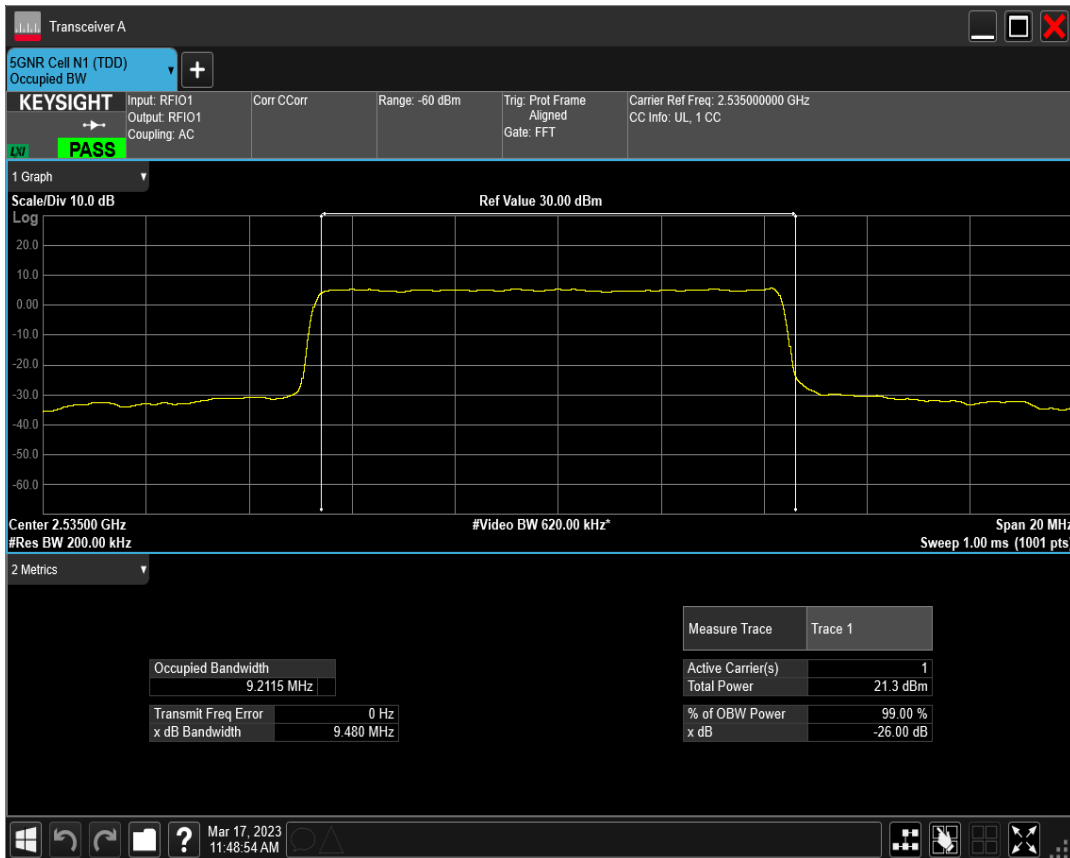 Transceiver A
5GNR Cell N1 (TDD)
Occupied BW
+
KEYSIGHT
LXI
PASS
Input: RFIO1
Output: RFIO1
Coupling: AC
Corr CCorr
Range: -60 dBm
Trig: Prot Frame
Aligned
Gate: FFT
Carrier Ref Freq: 2.535000000 GHz
CC Info: UL, 1 CC
1 Graph
Scale/Div 10.0 dB
Ref Value 30.00 dBm
Log
20.0
10.0
0.00
-10.0
-20.0
-30.0
-40.0
-50.0
-60.0
Center 2.53500 GHz
#Video BW 620.00 kHz*
Span 20 MHz
#Res BW 200.00 kHz
Sweep 1.00 ms (1001 pts)
2 Metrics
Measure Trace Trace 1
Occupied Bandwidth
9.2115 MHz
Active Carrier(s) 1
Total Power 21.3 dBm
Transmit Freq Error 0 Hz
x dB Bandwidth 9.480 MHz
% of OBW Power 99.00 %
x dB -26.00 dB
?
Mar 17, 2023
11:48:54 AM